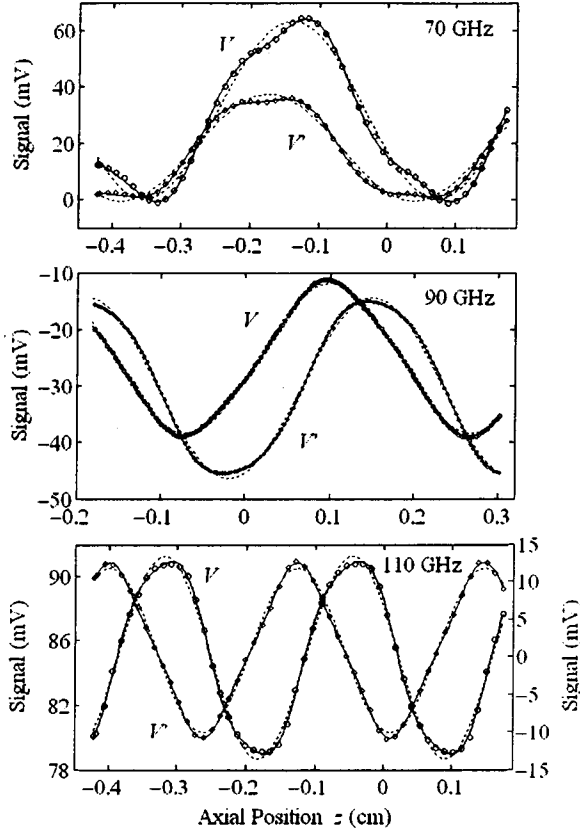 70 GHz
V
V'
Signal (mV)
60
40
20
0
−0.4
−0.3
−0.2
−0.1
0
0.1
90 GHz
V
V'
Signal (mV)
−10
−20
−30
−40
−50
−0.2
−0.1
0
0.1
0.2
0.3
110 GHz
V
V'
Signal (mV)
90
86
82
78
15
10
5
0
−5
−10
−15
Signal (mV)
−0.4
−0.3
−0.2
−0.1
0
0.1
Axial Position z (cm)